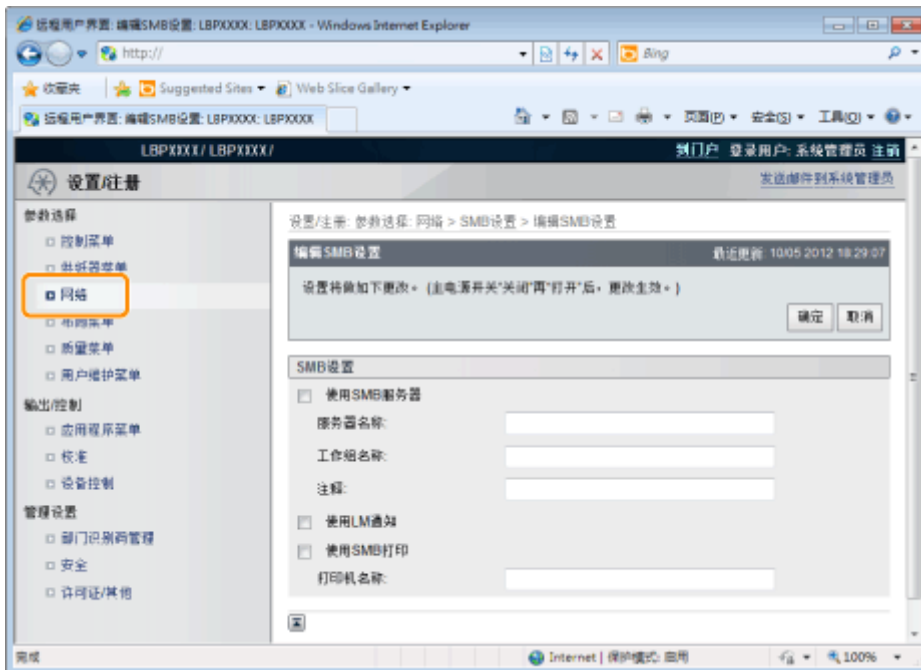 远程用户界面: 编辑SMB设置: LBPXXXX: LBPXXXX - Windows Internet Explorer
http://
Bing
收藏夹 Suggested Sites Web Slice Gallery
远程用户界面: 编辑SMB设置: LBPXXXX: LBPXXXX
页面(P) 安全(S) 工具(O)
LBPXXXX/ LBPXXXX/
到门户 登录用户: 系统管理员 注销
设置/注册
发送邮件到系统管理员
参数选择
控制菜单
供纸器菜单
网络
布局菜单
质量菜单
用户维护菜单
输出/控制
应用程序菜单
校准
设备控制
管理设置
部门识别码管理
安全
许可证/其他
设置/注册: 参数选择: 网络 > SMB设置 > 编辑SMB设置
编辑SMB设置
最近更新: 10/05 2012 18:29:07
设置将做如下更改。(主电源开关"关闭"再"打开"后，更改生效。)
确定 取消
SMB设置
使用SMB服务器
服务器名称:
工作组名称:
注释:
使用LM通知
使用SMB打印
打印机名称:
完成
Internet | 保护模式: 启用
100%